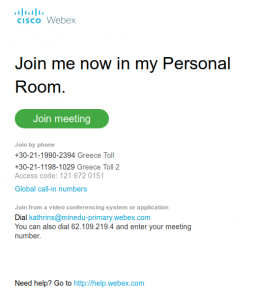 CISCO Webex
Join me now in my Personal
Room.
Join meeting
Join by phone
+30-21-1990-2394 Greece Toll
+30-21-1198-1029 Greece Toll 2
Access code: 121 672 0151
Global call-in numbers
Join from a video conferencing system or application
Dial kathrins@minedu-primary.webex.com
You can also dial 62.109.219.4 and enter your meeting
number.
Need help? Go to http://help.webex.com